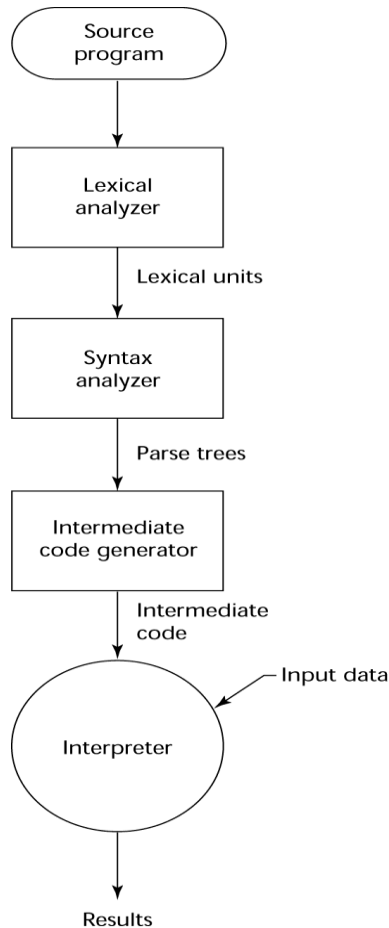 Source
program
Lexical
analyzer
Lexical units
Syntax
analyzer
Parse trees
Intermediate
code generator
Intermediate
code
Input data
Interpreter
Results